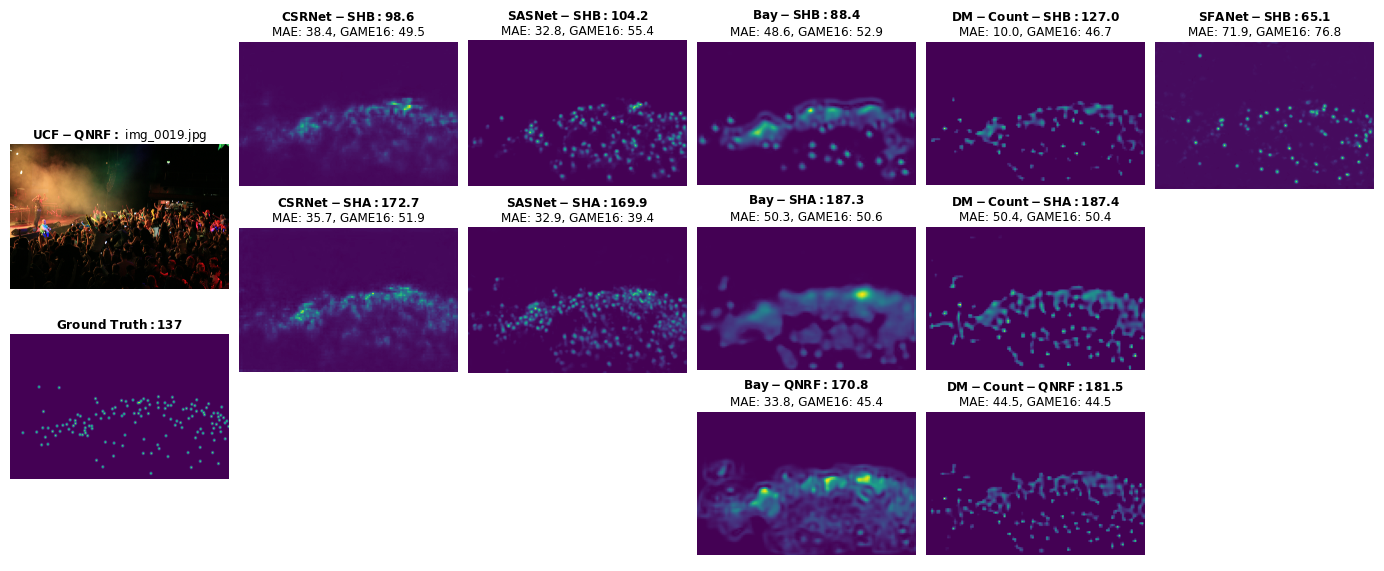 CSRNet-SHB: 98.6
MAE: 38.4, GAME16: 49.5
SASNet-SHB: 104.2
MAE: 32.8, GAME16: 55.4
Bay-SHB: 88.4
MAE: 48.6, GAME16: 52.9
DM-Count-SHB: 127.0
MAE: 10.0, GAME16: 46.7
SFANet-SHB: 65.1
MAE: 71.9, GAME16: 76.8
UCF-QNRF: img_0019.jpg
CSRNet-SHA: 172.7
MAE: 35.7, GAME16: 51.9
SASNet-SHA: 169.9
MAE: 32.9, GAME16: 39.4
Bay-SHA: 187.3
MAE: 50.3, GAME16: 50.6
DM-Count-SHA: 187.4
MAE: 50.4, GAME16: 50.4
Ground Truth: 137
Bay-QNRF: 170.8
MAE: 33.8, GAME16: 45.4
DM-Count-QNRF: 181.5
MAE: 44.5, GAME16: 44.5